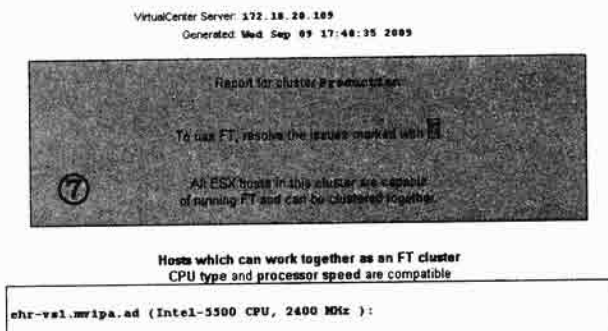 VirtualCenter Server: 172.18.20.109
Generated: Wed Sep 09 17:48:35 2009
Report for cluster Production
To use FT, resolve the issues marked with
7
All ESX hosts in this cluster are capable
of running FT and can be clustered together.
Hosts which can work together as an FT cluster
CPU type and processor speed are compatible
ehr-vs1.mripa.ad (Intel-5500 CPU, 2400 MHz ):